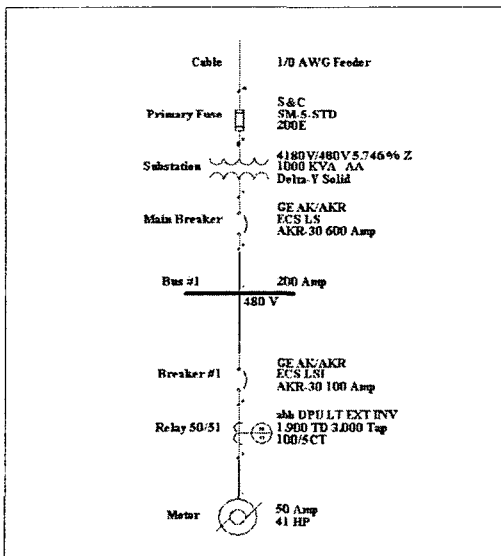 Cable 1/0 AWG Feeder
S&C
Primary Fuse SM-5-STD
200E
4180V/480V 5.746% Z
Substation 1000 KVA AA
Delta-Y Solid
GE AK/AKR
Main Breaker ECS LS
AKR-30 600 Amp
Bus #1 200 Amp
480 V
GE AK/AKR
Breaker #1 ECS LSI
AKR-30 100 Amp
abb DPU LT EXT INV
Relay 50/51 1.900 TD 3.000 Tap
100/5CT
50 Amp
Motor 41 HP